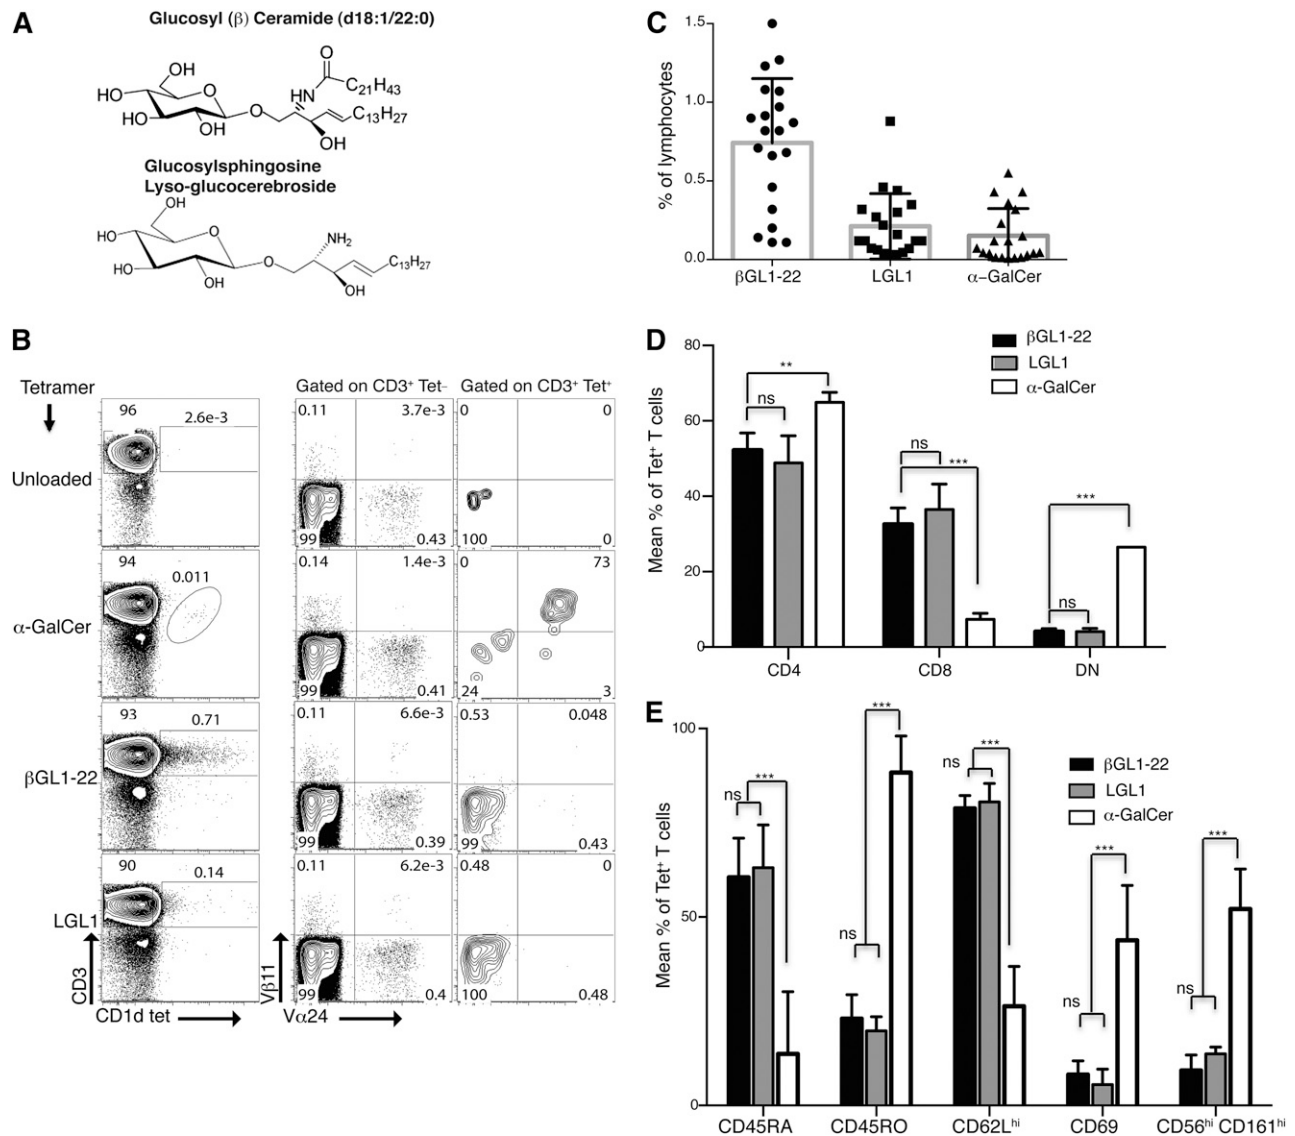 A
Glucosyl (β) Ceramide (d18:1/22:0)
O
OH
HN
C21H43
HO
O
O
C13H27
HO
OH
OH
Glucosylsphingosine
Lyso-glucocerebroside
OH
HO
O
NH2
O
C13H27
HO
OH
OH
B
Tetramer
Gated on CD3+ Tet–
Gated on CD3+ Tet+
Unloaded
96
2.6e-3
0.11
3.7e-3
99
0.43
0
0
100
0
α-GalCer
94
0.011
0.14
1.4e-3
99
0.41
0
73
24
3
βGL1-22
93
0.71
0.11
6.6e-3
99
0.39
0.53
0.048
99
0.43
LGL1
90
0.14
0.11
6.2e-3
99
0.4
0.48
0
100
0.48
CD3
CD1d tet
Vβ11
Vα24
C
% of lymphocytes
1.5
1.0
0.5
0.0
βGL1-22
LGL1
α–GalCer
D
Mean % of Tet+ T cells
80
60
40
20
0
βGL1-22
LGL1
α-GalCer
**
ns
ns
***
***
ns
CD4
CD8
DN
E
Mean % of Tet+ T cells
100
50
0
βGL1-22
LGL1
α-GalCer
ns
***
ns
***
ns
***
ns
***
ns
***
CD45RA
CD45RO
CD62Lhi
CD69
CD56hi CD161hi